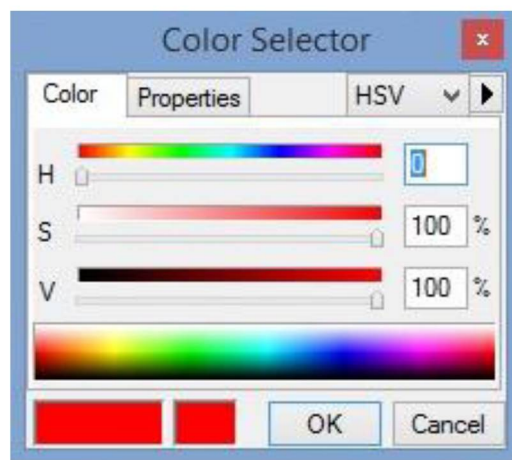 Color Selector x
Color Properties HSV
H 0
S 100 %
V 100 %
OK Cancel